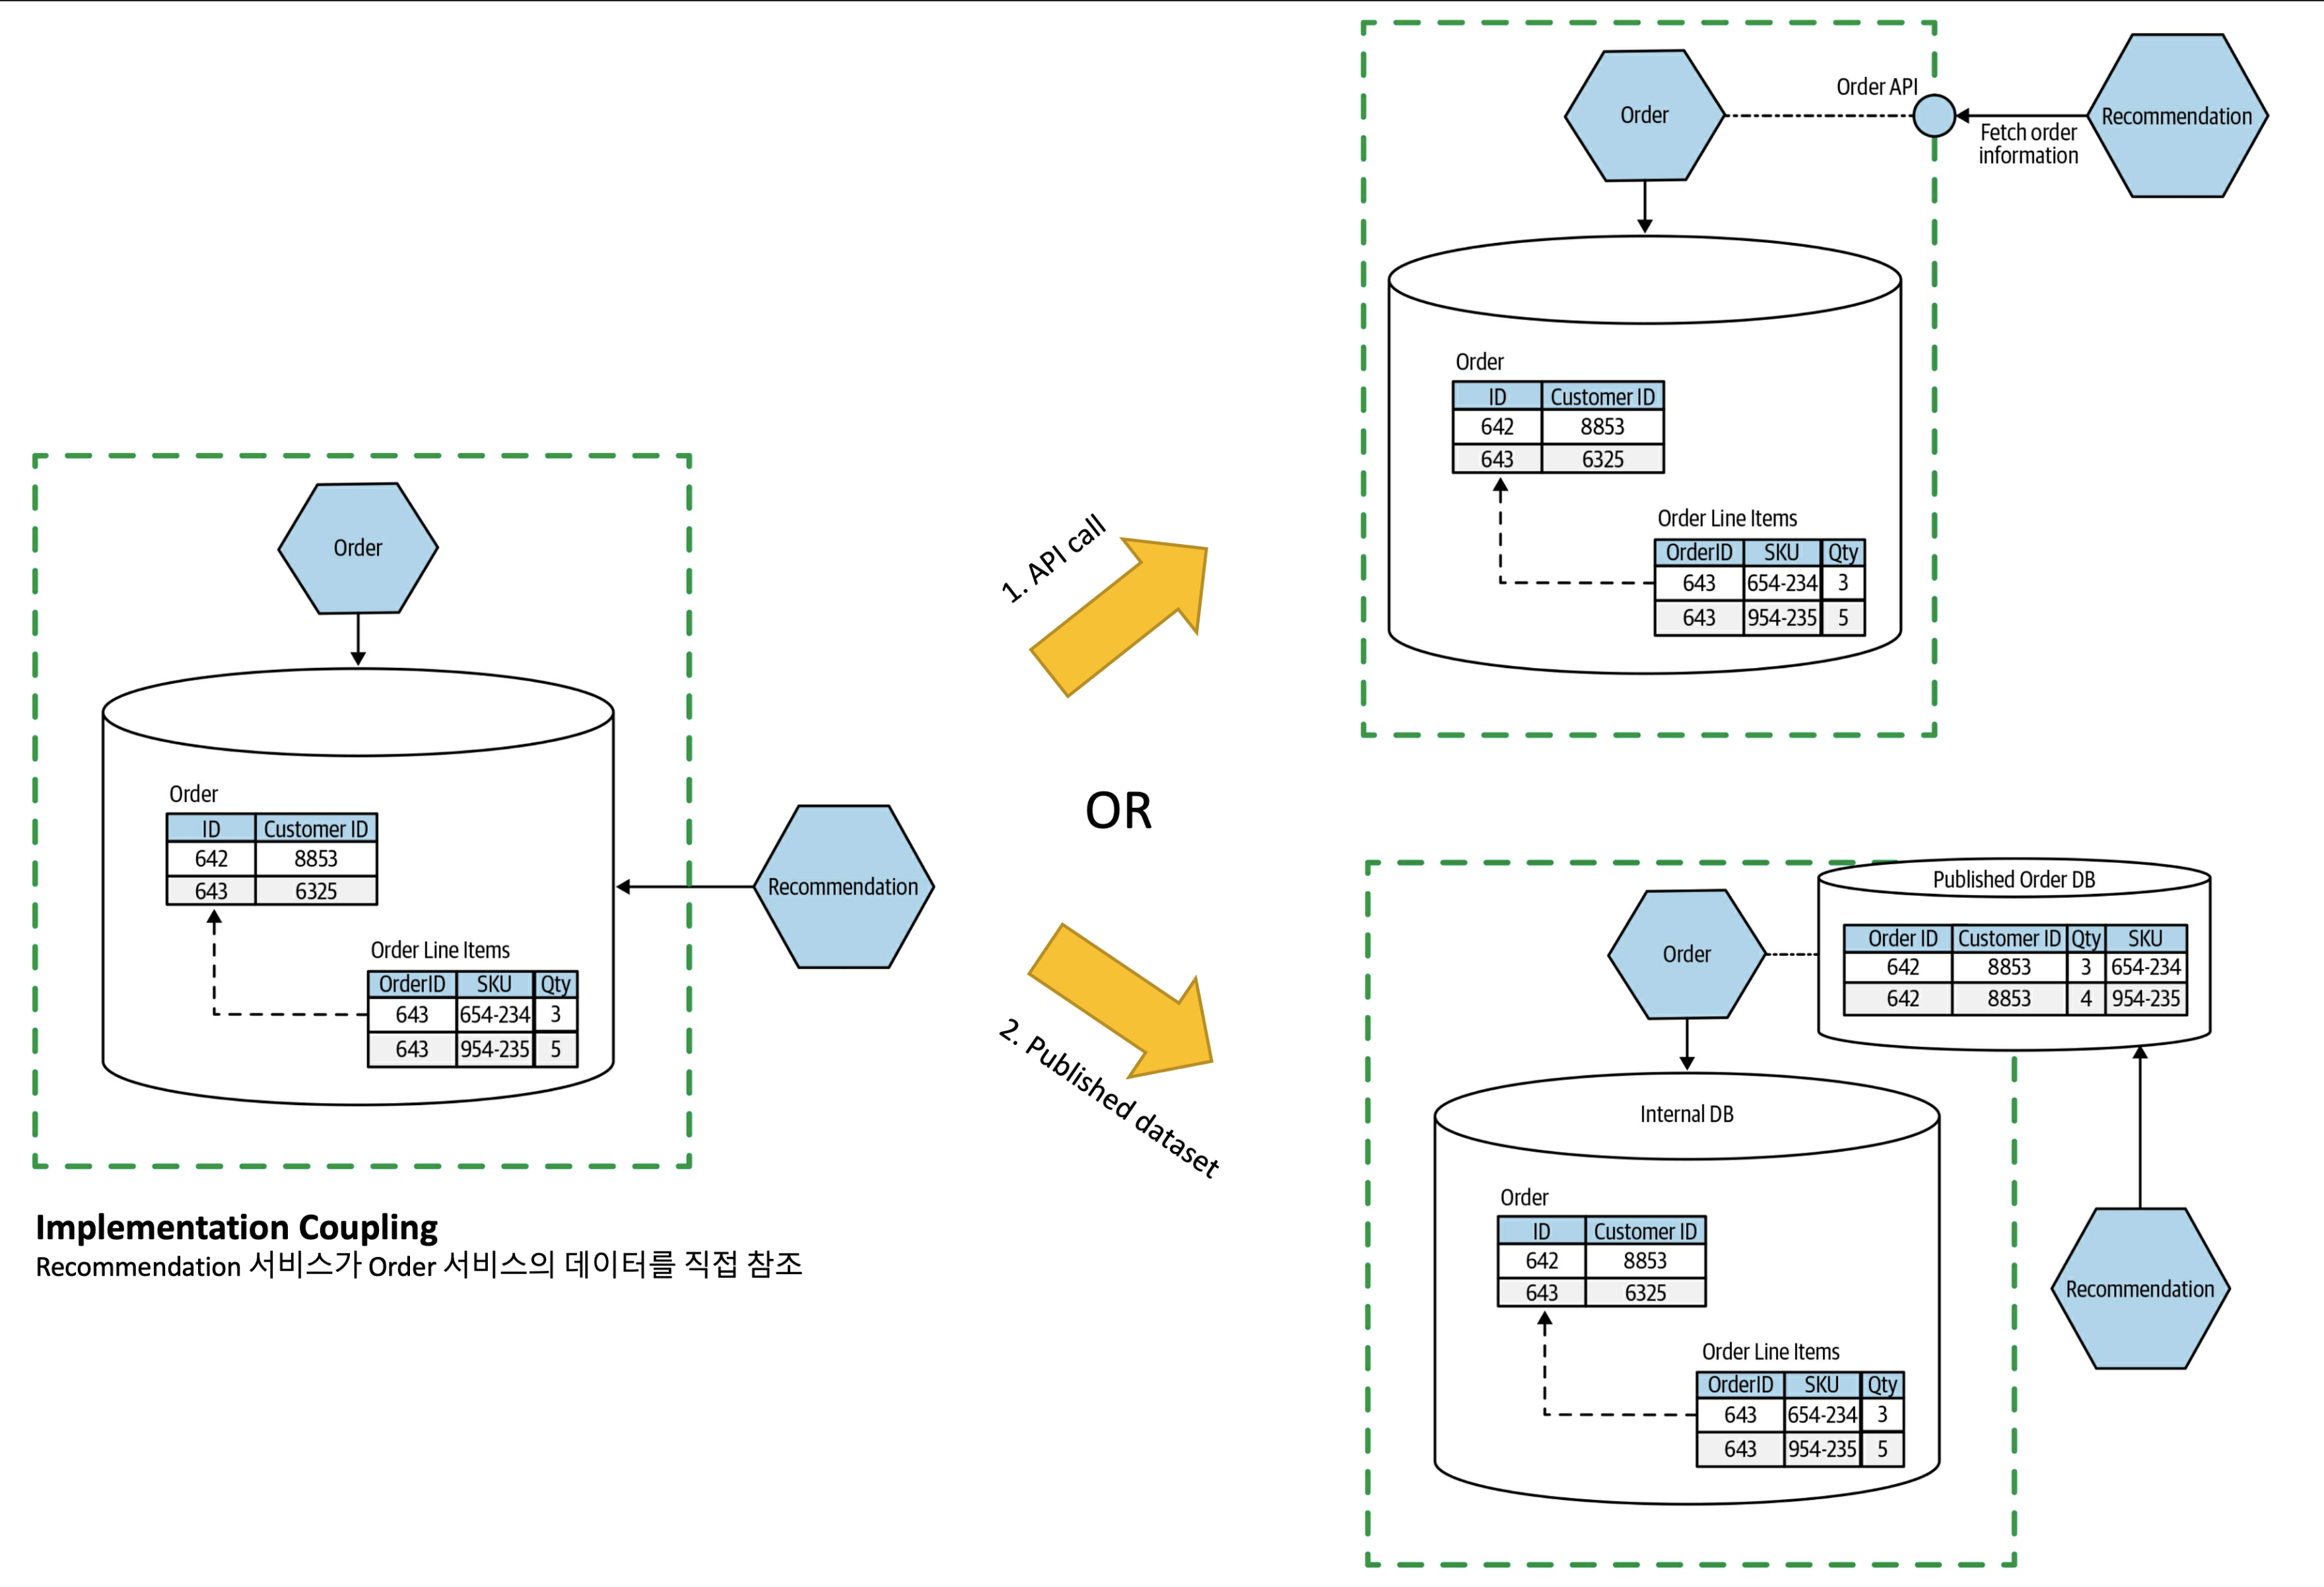 Order
Order
ID Customer ID
642 8853
643 6325
Order Line Items
OrderID SKU Qty
643 654-234 3
643 954-235 5
Recommendation
Implementation Coupling
Recommendation 서비스가 Order 서비스의 데이터를 직접 참조
1. API call
OR
2. Published dataset
Order
Order API
Fetch order
information
Recommendation
Order
ID Customer ID
642 8853
643 6325
Order Line Items
OrderID SKU Qty
643 654-234 3
643 954-235 5
Order
Published Order DB
Order ID Customer ID Qty SKU
642 8853 3 654-234
642 8853 4 954-235
Internal DB
Order
ID Customer ID
642 8853
643 6325
Order Line Items
OrderID SKU Qty
643 654-234 3
643 954-235 5
Recommendation